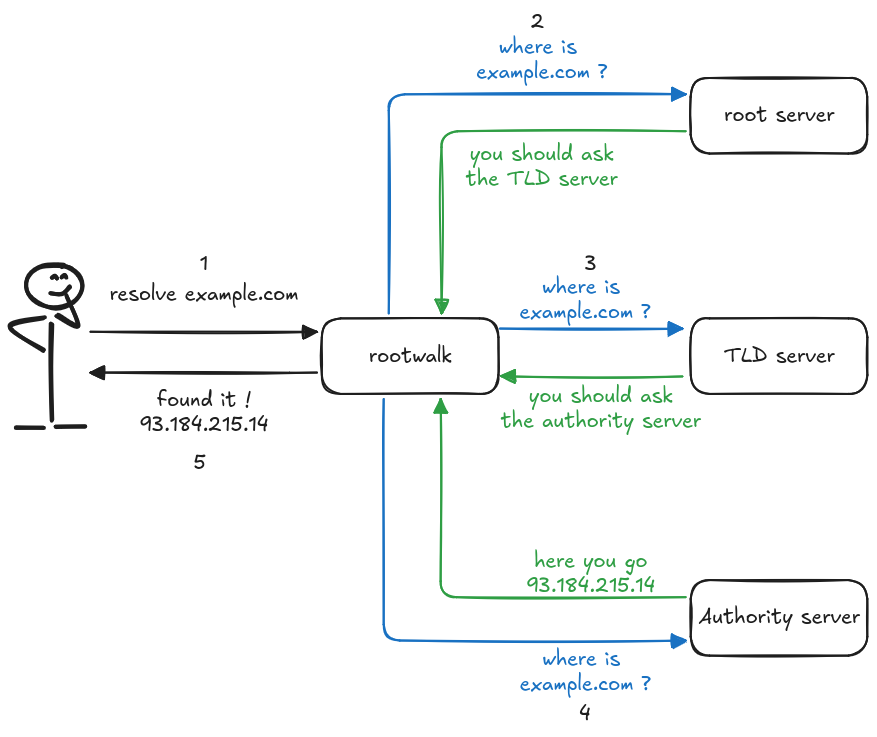 2
where is
example.com ?
root server
you should ask
the TLD server
1
resolve example.com
3
where is
example.com ?
rootwalk
TLD server
found it !
93.184.215.14
5
you should ask
the authority server
here you go
93.184.215.14
Authority server
where is
example.com ?
4